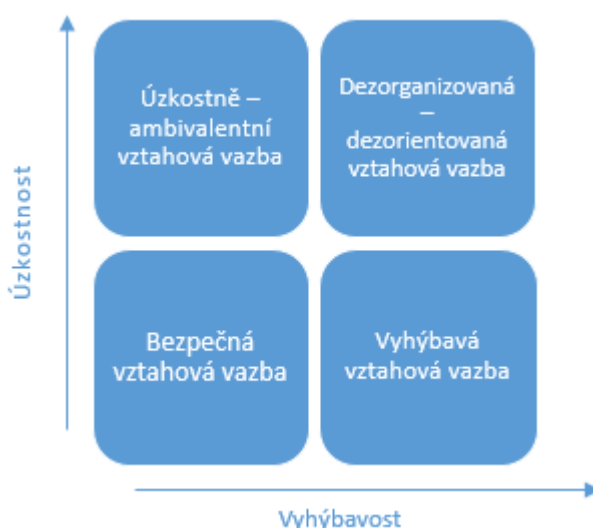 Úzkostně –
ambivalentní
vztahová vazba
Dezorganizovaná
–
dezorientovaná
vztahová vazba
Úzkostnost
Bezpečná
vztahová vazba
Vyhýbavá
vztahová vazba
Vyhýbavost